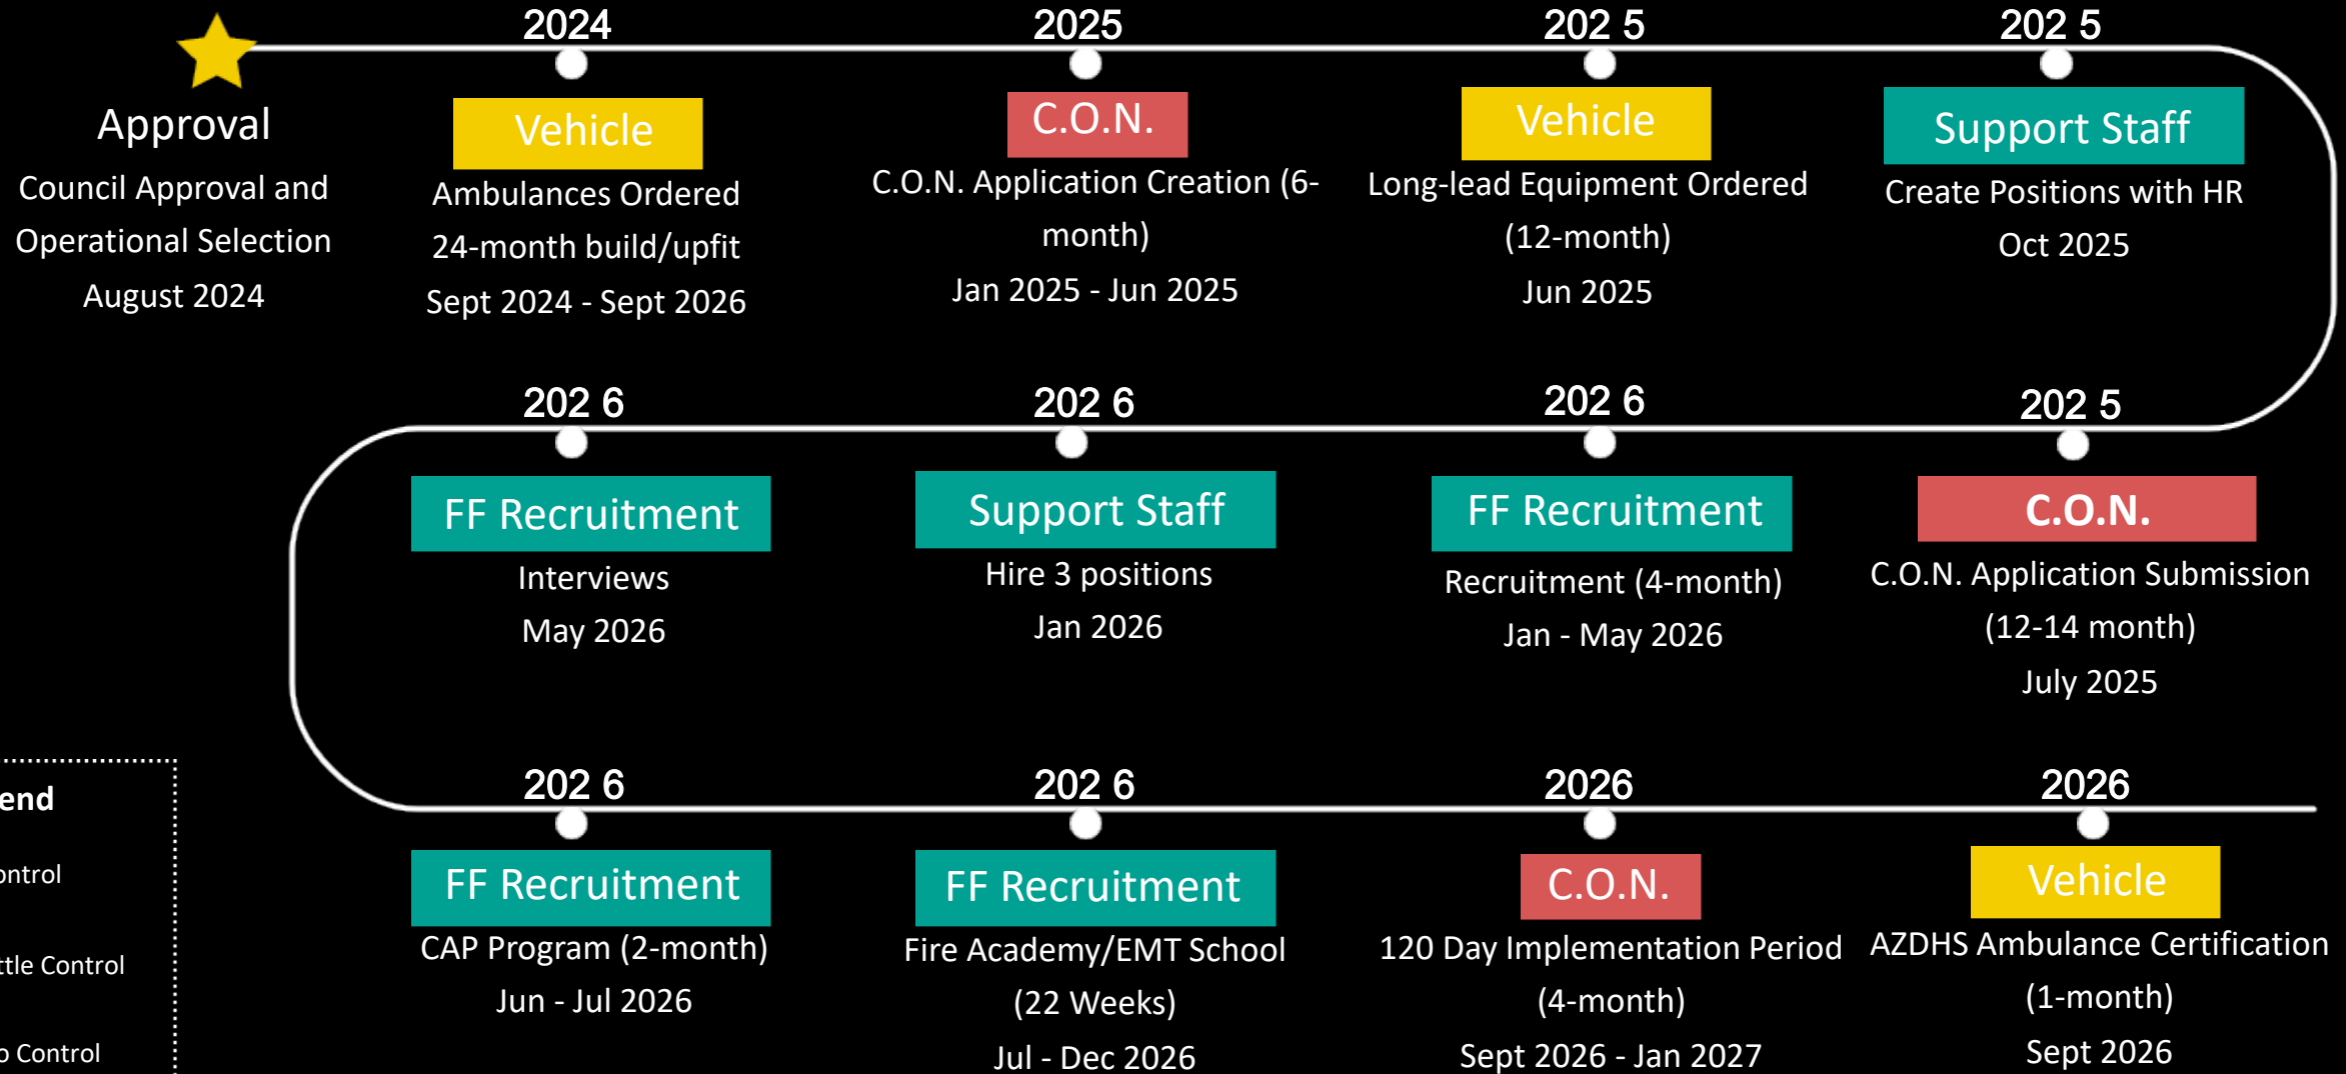 2024
2025
202 5
202 5
Approval
Council Approval and
Operational Selection
August 2024
Vehicle
Ambulances Ordered
24-month build/upfit
Sept 2024 - Sept 2026
C.O.N.
C.O.N. Application Creation (6-
month)
Jan 2025 - Jun 2025
Vehicle
Long-lead Equipment Ordered
(12-month)
Jun 2025
Support Staff
Create Positions with HR
Oct 2025
202 6
202 6
202 6
202 5
FF Recruitment
Interviews
May 2026
Support Staff
Hire 3 positions
Jan 2026
FF Recruitment
Recruitment (4-month)
Jan - May 2026
C.O.N.
C.O.N. Application Submission
(12-14 month)
July 2025
202 6
202 6
2026
2026
FF Recruitment
CAP Program (2-month)
Jun - Jul 2026
FF Recruitment
Fire Academy/EMT School
(22 Weeks)
Jul - Dec 2026
C.O.N.
120 Day Implementation Period
(4-month)
Sept 2026 - Jan 2027
Vehicle
AZDHS Ambulance Certification
(1-month)
Sept 2026
end
ontrol
ttle Control
o Control